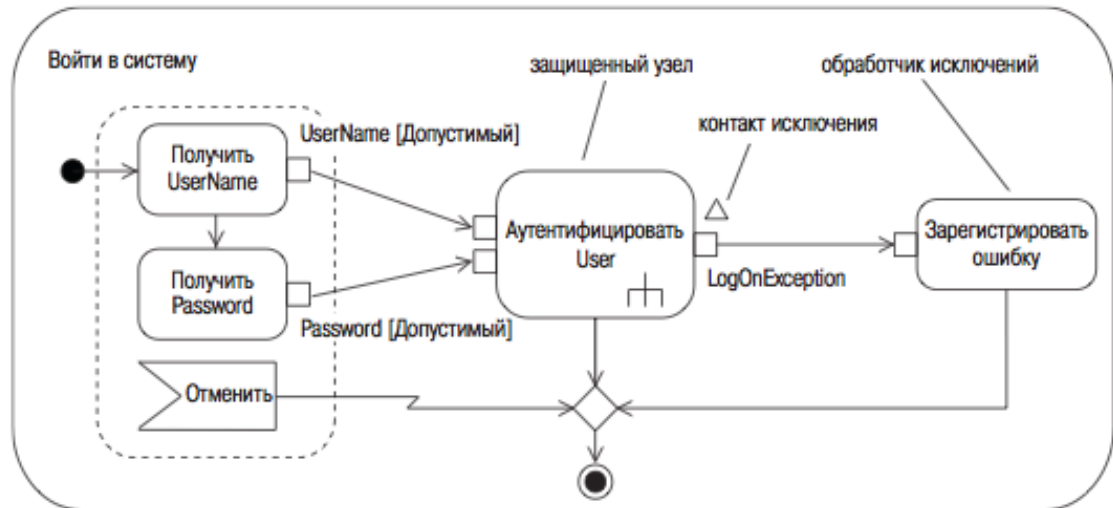 Войти в систему
защищенный узел
обработчик исключений
UserName [Допустимый]
контакт исключения
Получить
UserName
Аутентифицировать
User
Зарегистрировать
ошибку
Получить
Password
LogOnException
Password [Допустимый]
Отменить